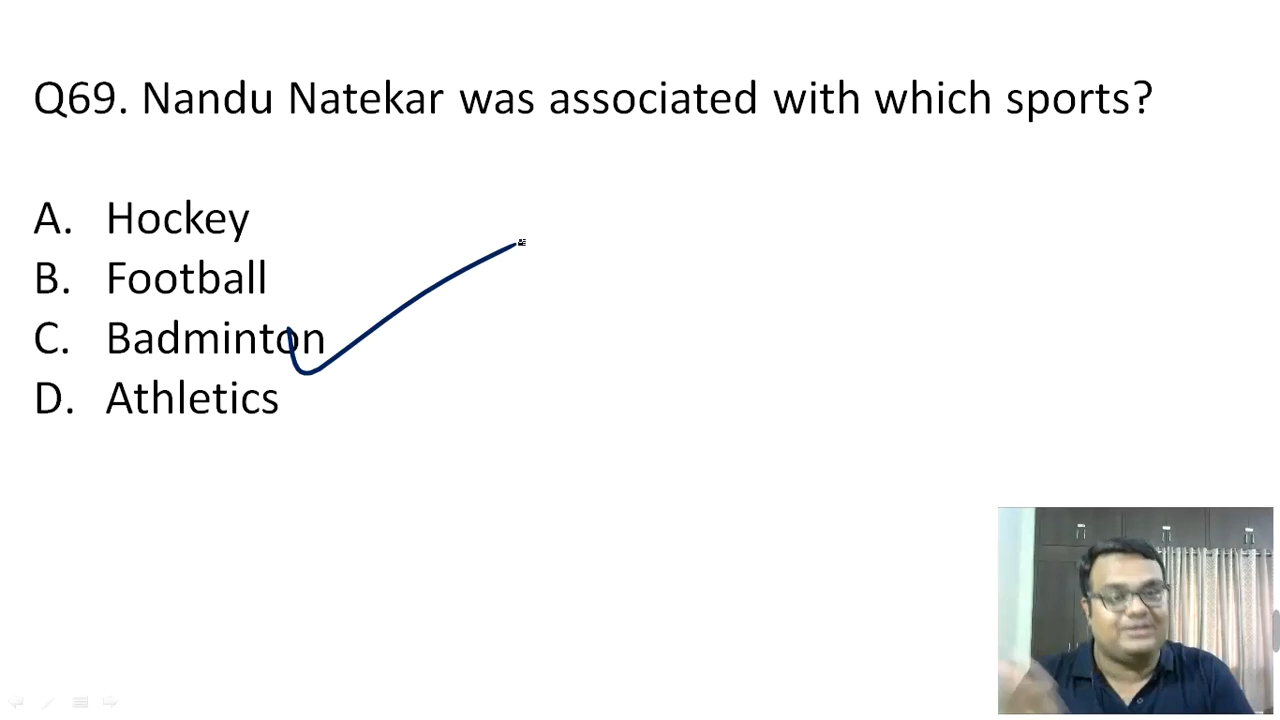 Q69. Nandu Natekar was associated with which sports?
A. Hockey
B. Football
C. Badminton
D. Athletics